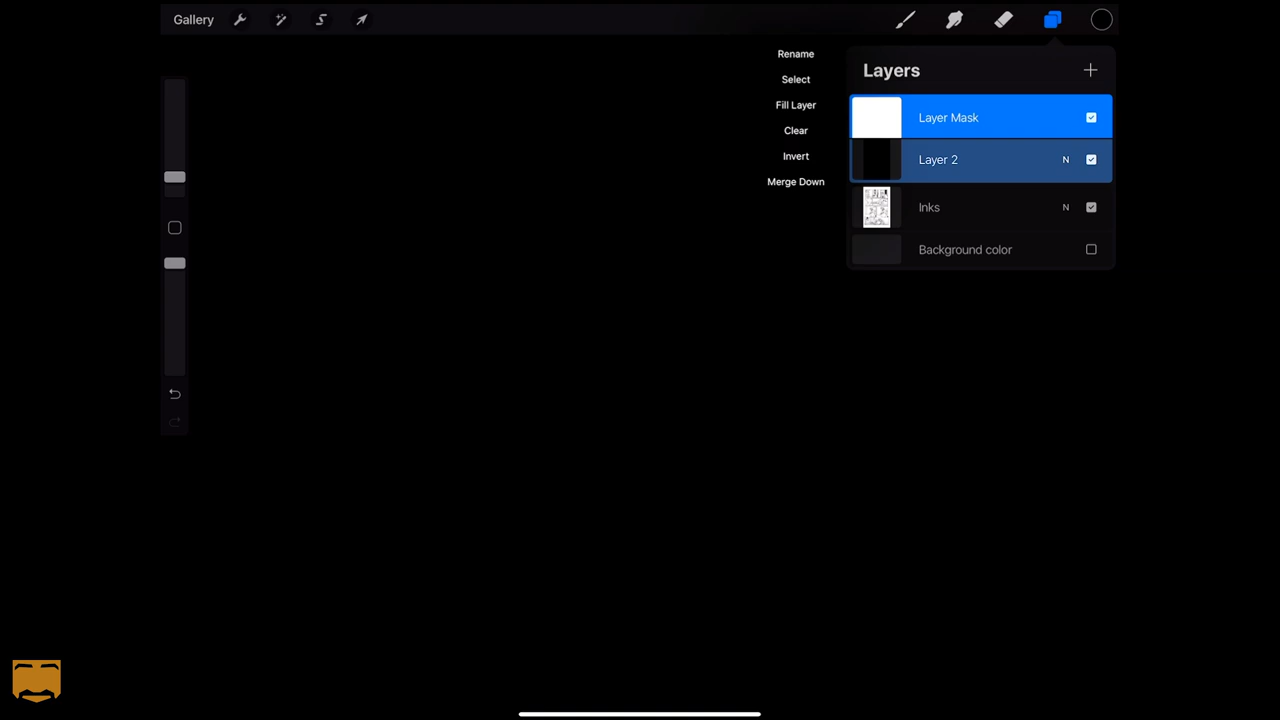 Gallery
Rename
Select
Fill Layer
Clear
Invert
Merge Down
Layers
Layer Mask
Layer 2 N
Inks N
Background color